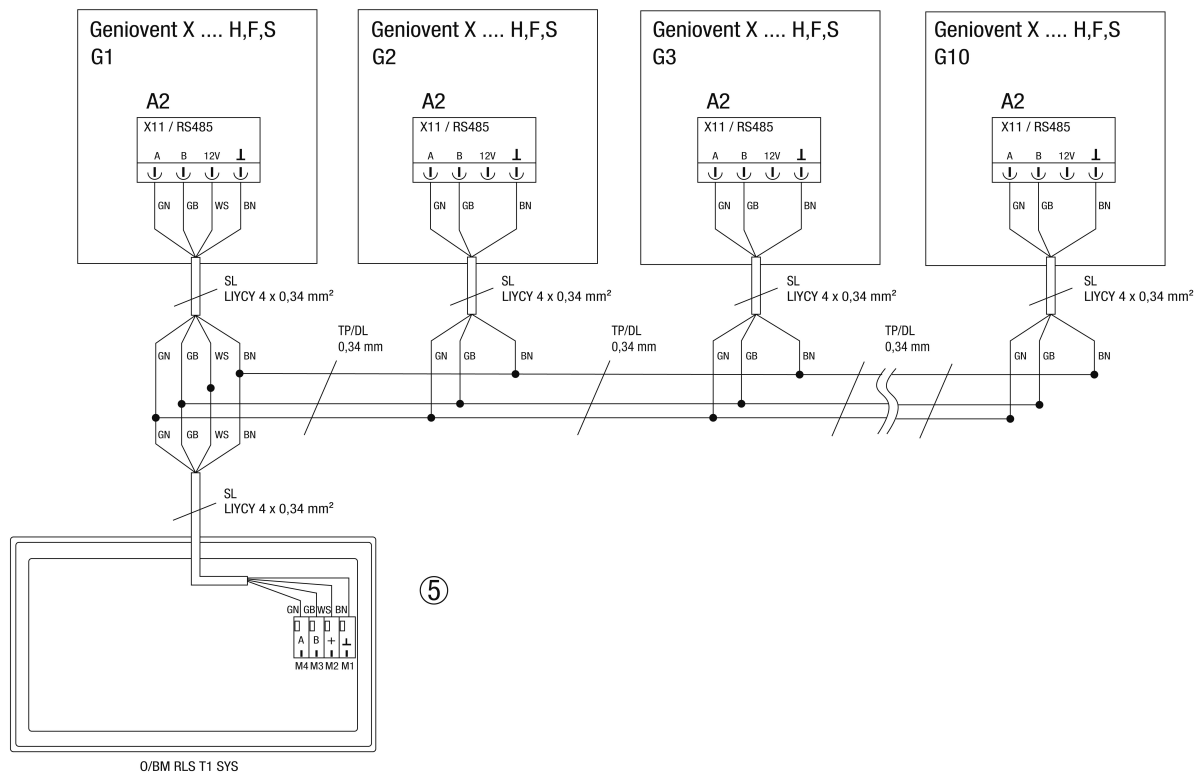 Geniovent X .... H,F,S
G1
A2
X11 / RS485
A B 12V
GN GB WS BN
SL
LIYCY 4 x 0,34 mm²
Geniovent X .... H,F,S
G2
A2
X11 / RS485
A B 12V
GN GB BN
SL
LIYCY 4 x 0,34 mm²
Geniovent X .... H,F,S
G3
A2
X11 / RS485
A B 12V
GN GB BN
SL
LIYCY 4 x 0,34 mm²
Geniovent X .... H,F,S
G10
A2
X11 / RS485
A B 12V
GN GB BN
SL
LIYCY 4 x 0,34 mm²
GN GB WS BN
TP/DL
0,34 mm
GN GB BN
TP/DL
0,34 mm
GN GB BN
TP/DL
0,34 mm
GN GB BN
GN GB WS BN
SL
LIYCY 4 x 0,34 mm²
⑤
GN GB WS BN
A B +
M4 M3 M2 M1
O/BM RLS T1 SYS